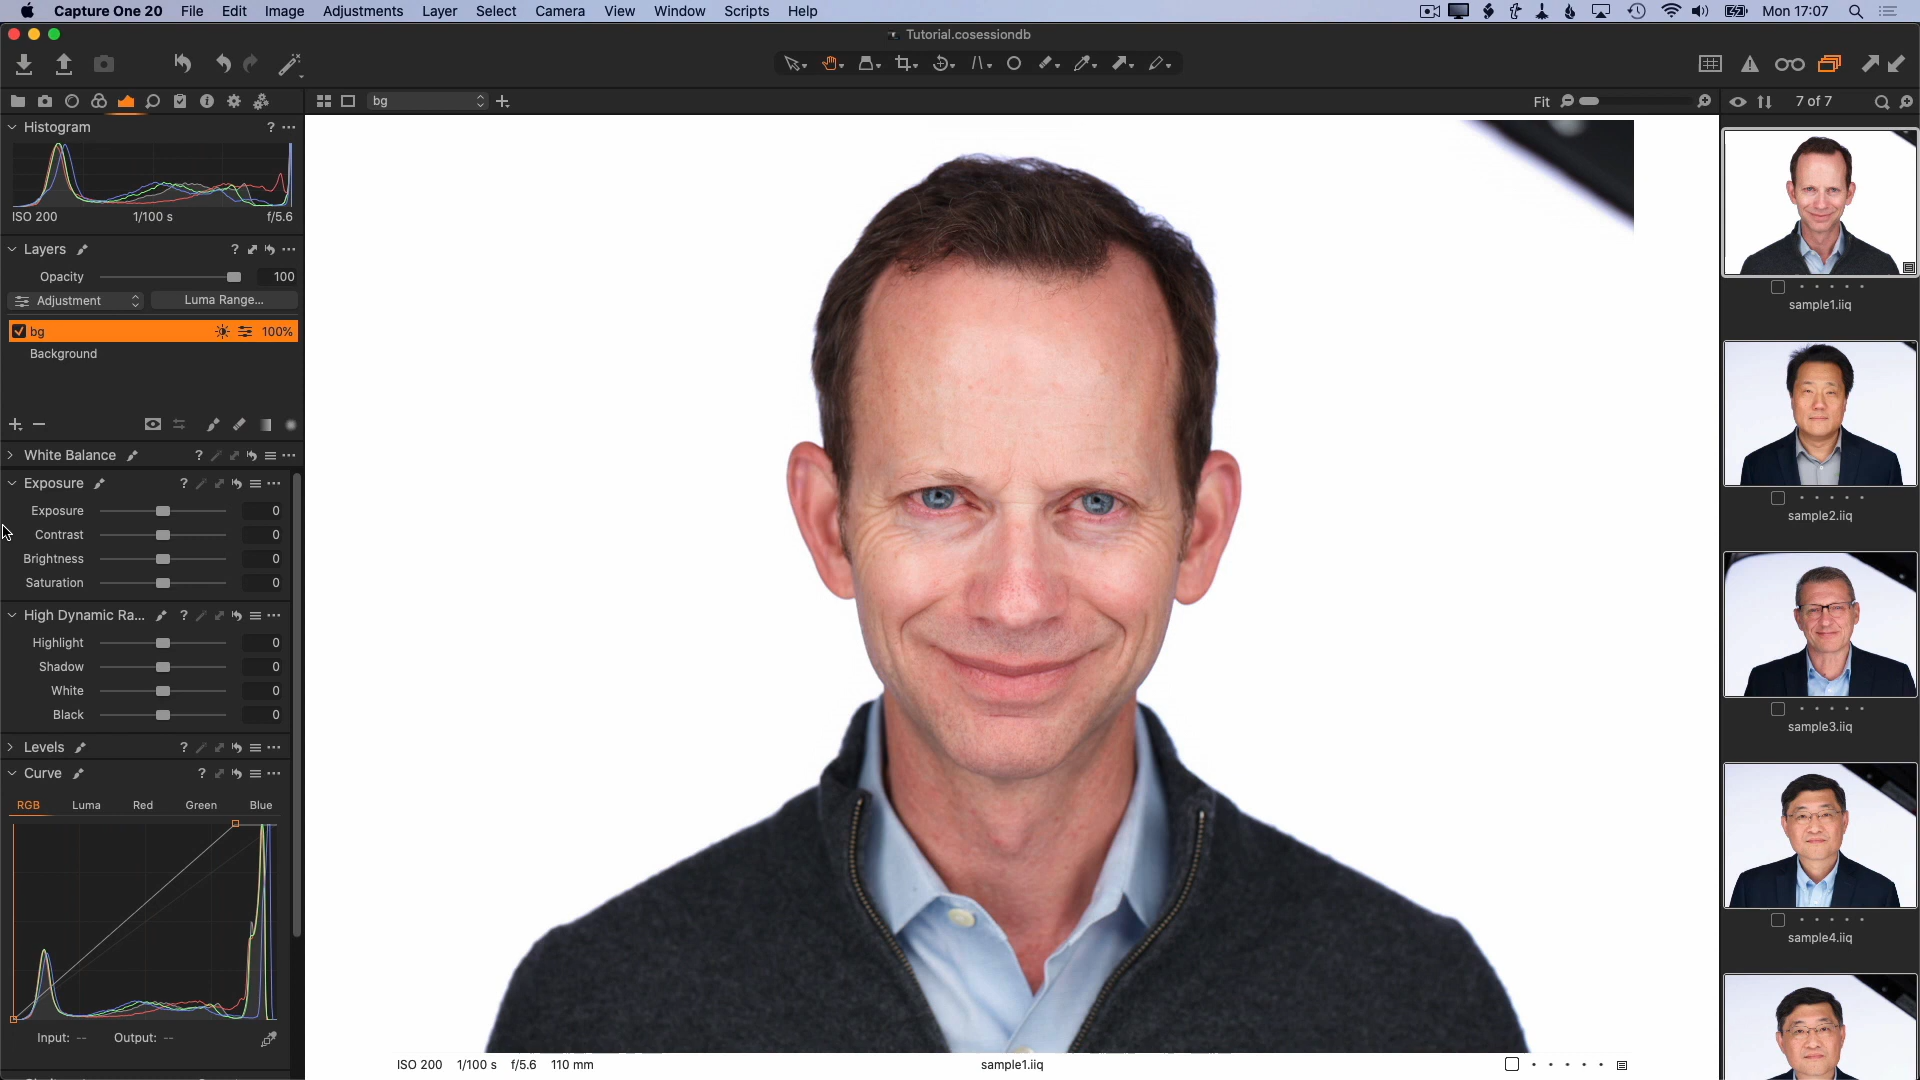 Capture One 20 File Edit Image Adjustments Layer Select Camera View Window Scripts Help Mon 17:07
Tutorial.cosessiondb
bg Fit 7 of 7
Histogram ? ...
ISO 200 1/100 s f/5.6
Layers ? ...
Opacity 100
Adjustment Luma Range...
bg 100%
Background
White Balance ? ...
Exposure ? ...
Exposure 0
Contrast 0
Brightness 0
Saturation 0
High Dynamic Ra... ? ...
Highlight 0
Shadow 0
White 0
Black 0
Levels ? ...
Curve ? ...
RGB Luma Red Green Blue
Input: -- Output: --
ISO 200 1/100 s f/5.6 110 mm sample1.iiq
sample1.iiq
sample2.iiq
sample3.iiq
sample4.iiq